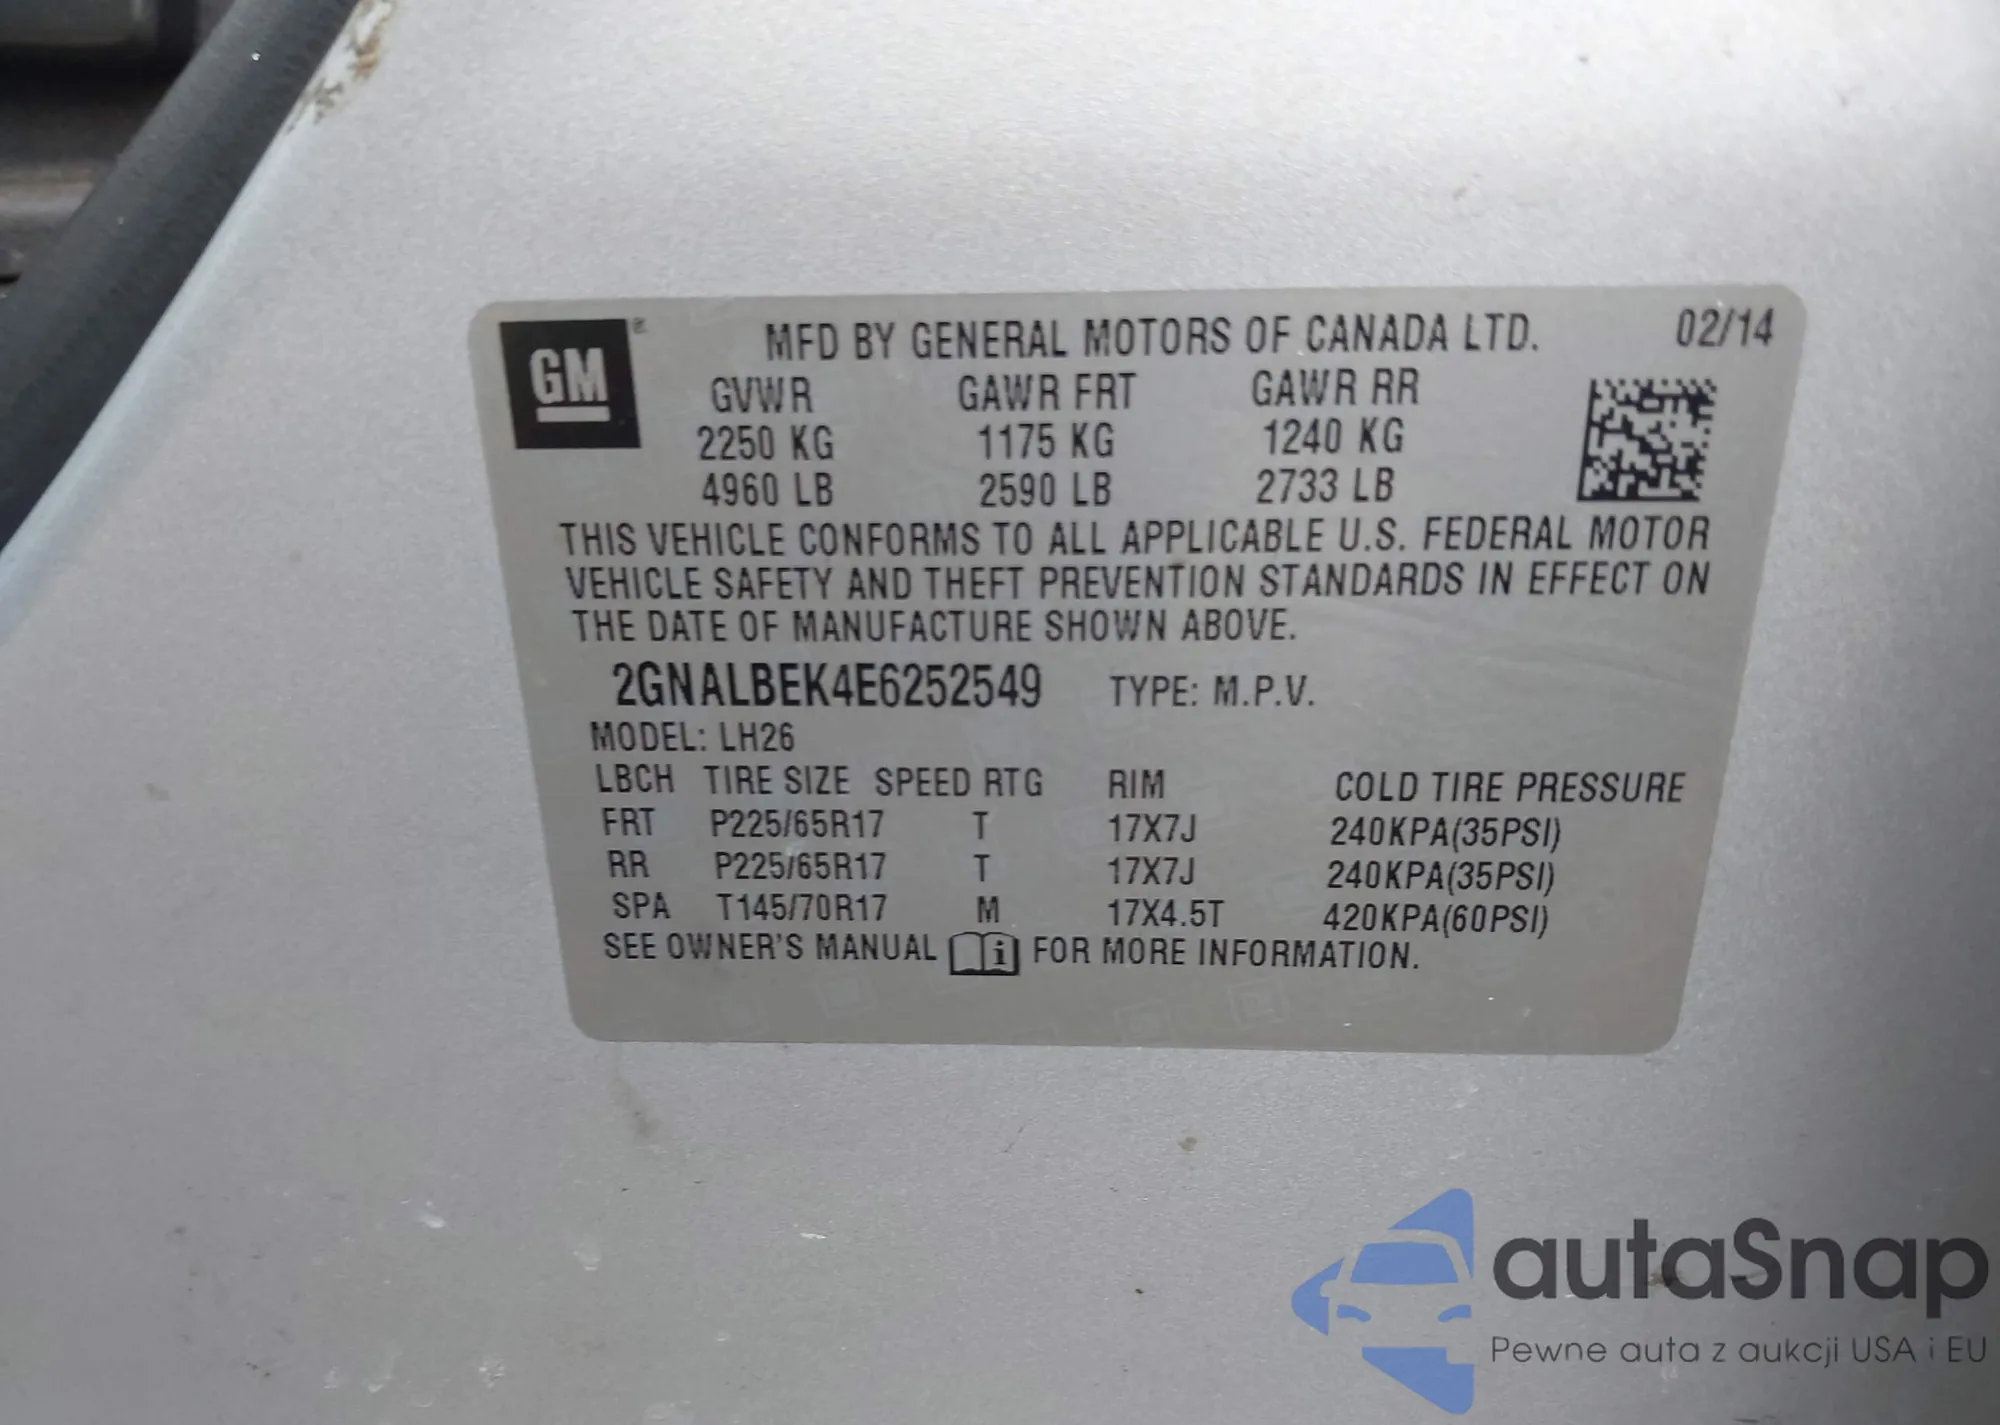 GM ®
MFD BY GENERAL MOTORS OF CANADA LTD. 02/14
GVWR GAWR FRT GAWR RR
2250 KG 1175 KG 1240 KG
4960 LB 2590 LB 2733 LB
THIS VEHICLE CONFORMS TO ALL APPLICABLE U.S. FEDERAL MOTOR
VEHICLE SAFETY AND THEFT PREVENTION STANDARDS IN EFFECT ON
THE DATE OF MANUFACTURE SHOWN ABOVE.
2GNALBEK4E6252549 TYPE: M.P.V.
MODEL: LH26
LBCH TIRE SIZE SPEED RTG RIM COLD TIRE PRESSURE
FRT P225/65R17 T 17X7J 240KPA(35PSI)
RR P225/65R17 T 17X7J 240KPA(35PSI)
SPA T145/70R17 M 17X4.5T 420KPA(60PSI)
SEE OWNER'S MANUAL i FOR MORE INFORMATION.
autaSnap
Pewne auta z aukcji USA i EU